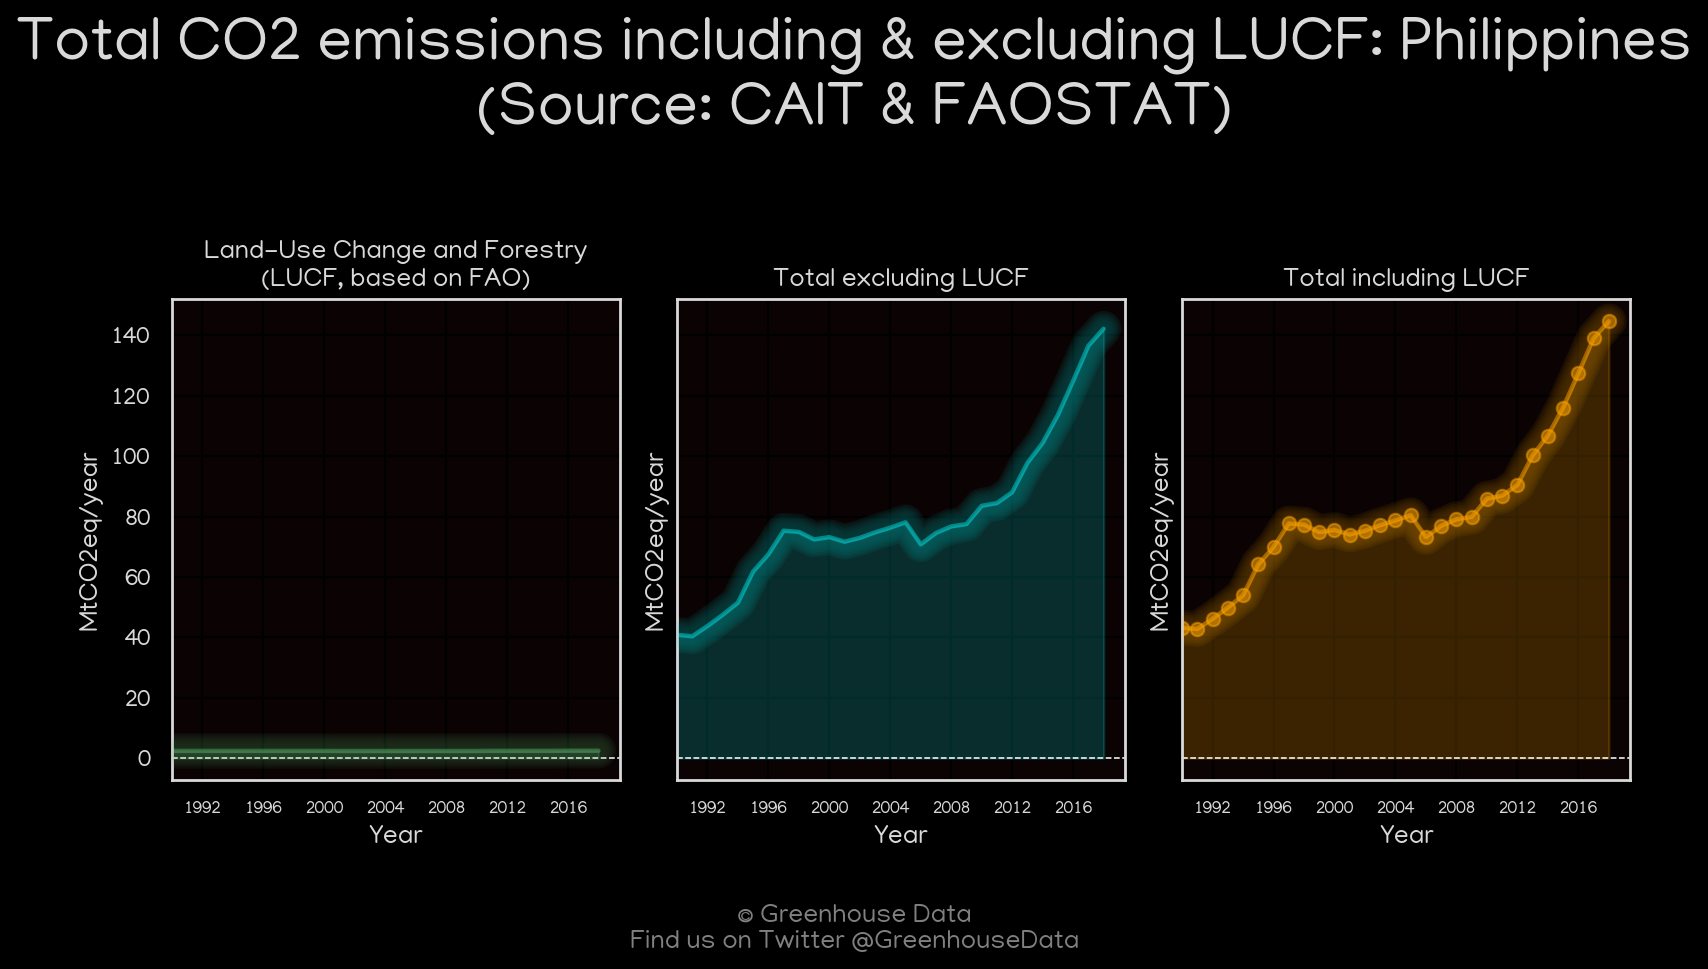 Total CO2 emissions including & excluding LUCF: Philippines
(Source: CAIT & FAOSTAT)
Land-Use Change and Forestry
(LUCF, based on FAO)
Total excluding LUCF
Total including LUCF
MtCO2eq/year
140
120
100
80
60
40
20
0
MtCO2eq/year
MtCO2eq/year
1992 1996 2000 2004 2008 2012 2016
Year
1992 1996 2000 2004 2008 2012 2016
Year
1992 1996 2000 2004 2008 2012 2016
Year
© Greenhouse Data
Find us on Twitter @GreenhouseData